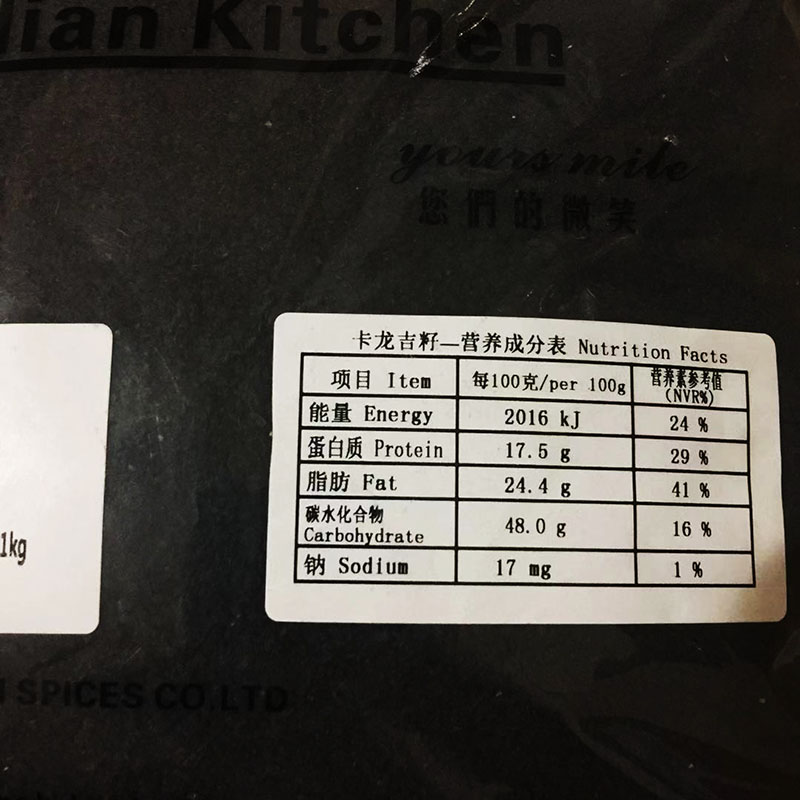 dian Kitchen
yours mile
您們的微笑
卡龙吉籽—营养成分表 Nutrition Facts
项目 Item 每100克/per 100g 营养素参考值(NVR%)
能量 Energy 2016 kJ 24 %
蛋白质 Protein 17.5 g 29 %
脂肪 Fat 24.4 g 41 %
碳水化合物 Carbohydrate 48.0 g 16 %
钠 Sodium 17 mg 1 %
1kg
SPICES CO.LTD